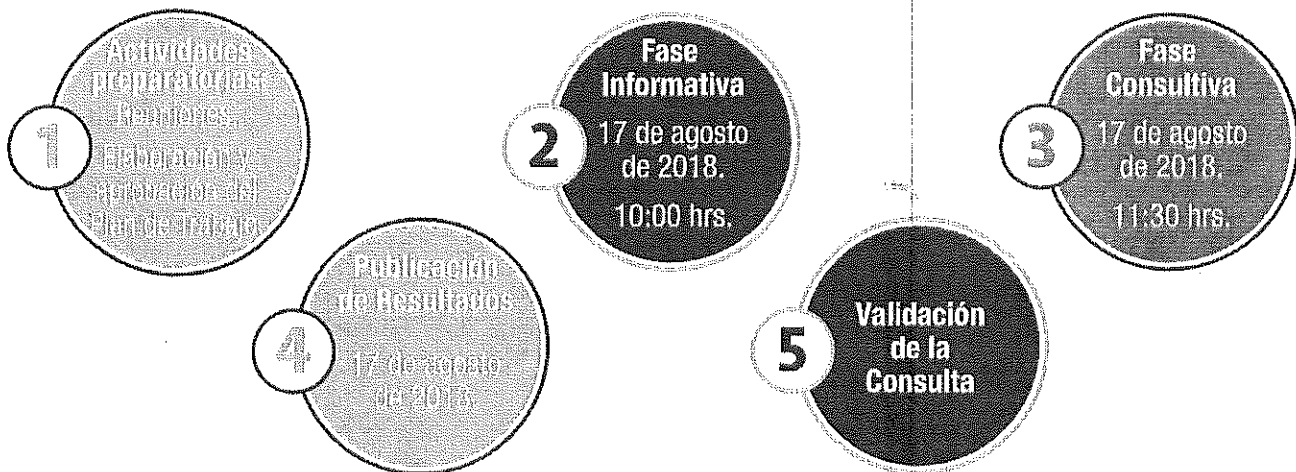 1
Actividades
preparatorias:
Reuniones.
Elaboración y
aprobación del
Plan de Trabajo.
2
Fase
Informativa
17 de agosto
de 2018.
10:00 hrs.
3
Fase
Consultiva
17 de agosto
de 2018.
11:30 hrs.
4
Publicación
de Resultados
17 de agosto
de 2018.
5
Validación
de la
Consulta